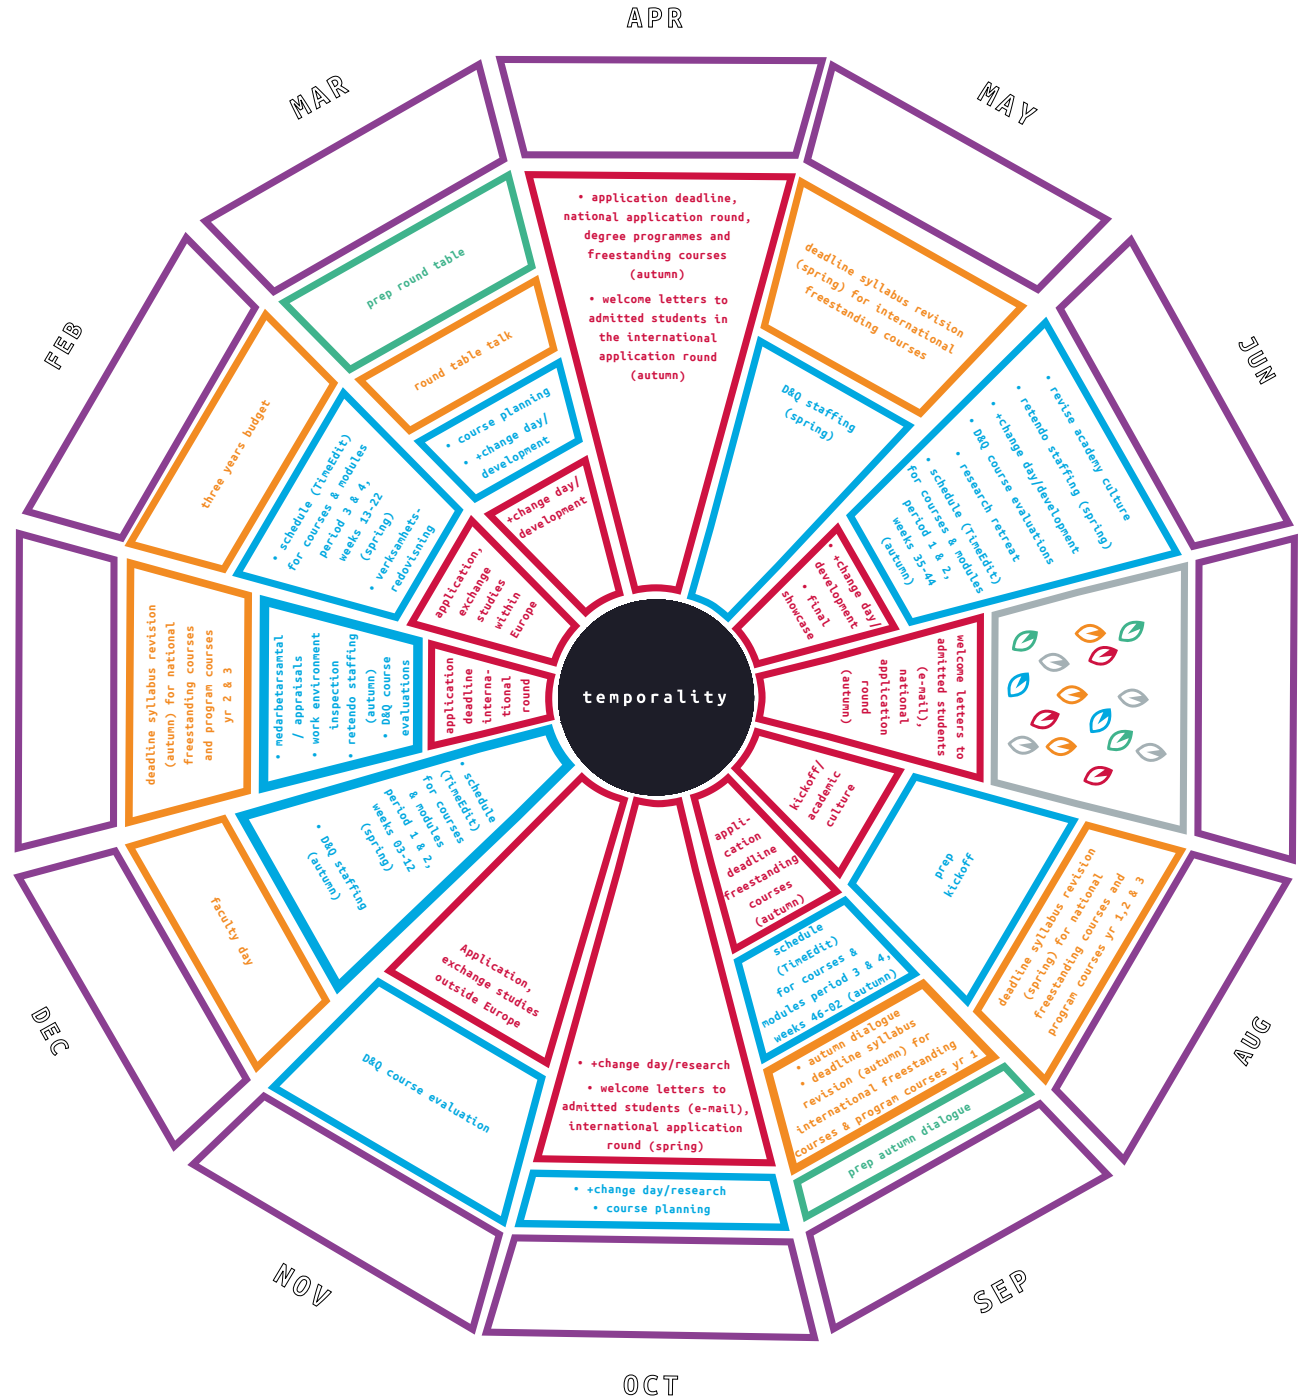 APR
• application deadline,
national application round,
degree programmes and
freestanding courses
(autumn)
• welcome letters to
admitted students in
the international
application round
(autumn)
MAY
deadline syllabus revision
(spring) for international
freestanding courses
D&Q staffing
(spring)
JUN
• revise academy culture
• retendo staffing (spring)
• +change day/development
• D&Q course evaluations
• research retreat
• schedule (TimeEdit)
for courses & modules
period 1 & 2,
weeks 35-44
(autumn)
• +change day/
development
• final
showcase
welcome letters to
admitted students
(e-mail),
national
application
round
(autumn)
AUG
deadline syllabus revision
(spring) for national
freestanding courses and
program courses yr 1,2 & 3
prep
kickoff
kickoff/
academic
culture
SEP
appli-
cation
deadline
freestanding
courses
(autumn)
schedule
(TimeEdit)
for courses &
modules period 3 & 4,
weeks 46-02 (autumn)
• autumn dialogue
• deadline syllabus
revision (autumn) for
international freestanding
courses & program courses yr 1
prep autumn dialogue
OCT
• +change day/research
• welcome letters to
admitted students (e-mail),
international application
round (spring)
• +change day/research
• course planning
NOV
Application,
exchange studies
outside Europe
D&Q course evaluation
DEC
faculty day
• schedule
(TimeEdit)
for courses
& modules
period 1 & 2,
weeks 03-12
(spring)
• D&Q staffing
(autumn)
deadline syllabus revision
(autumn) for national
freestanding courses
and program courses
yr 2 & 3
• medarbetarsamtal
/ appraisals
• work environment
inspection
• retendo staffing
(autumn)
• D&Q course
evaluations
application
deadline
interna-
tional
round
FEB
three years budget
• schedule (TimeEdit)
for courses & modules
period 3 & 4,
weeks 13-22
(spring)
• verksamhets-
redovisning
application,
exchange
studies
within
Europe
MAR
prep round table
round table talk
• course planning
• +change day/
development
+change day/
development
temporality